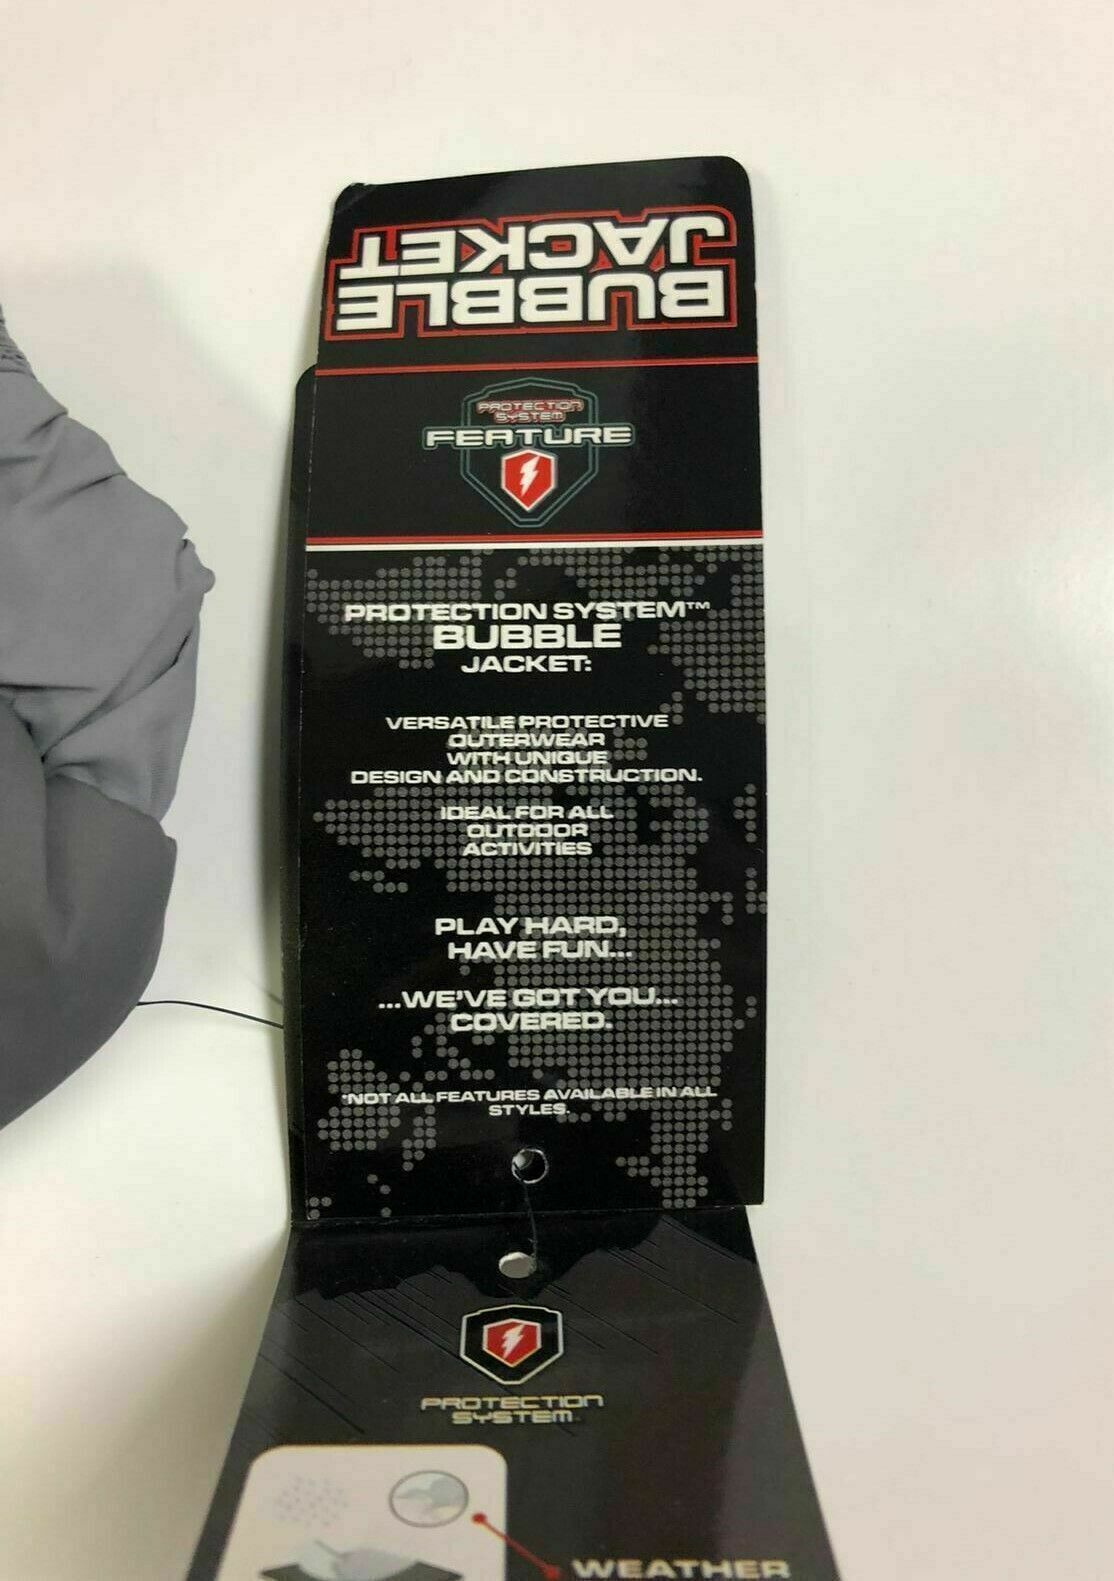 BUBBLE
JACKET
PROTECTION
SYSTEM
FEATURE
PROTECTION SYSTEM™
BUBBLE
JACKET:
VERSATILE PROTECTIVE
OUTERWEAR
WITH UNIQUE
DESIGN AND CONSTRUCTION.
IDEAL FOR ALL
OUTDOOR
ACTIVITIES
PLAY HARD,
HAVE FUN...
...WE'VE GOT YOU...
COVERED.
*NOT ALL FEATURES AVAILABLE IN ALL
STYLES.
PROTECTION
SYSTEM
WEATHER